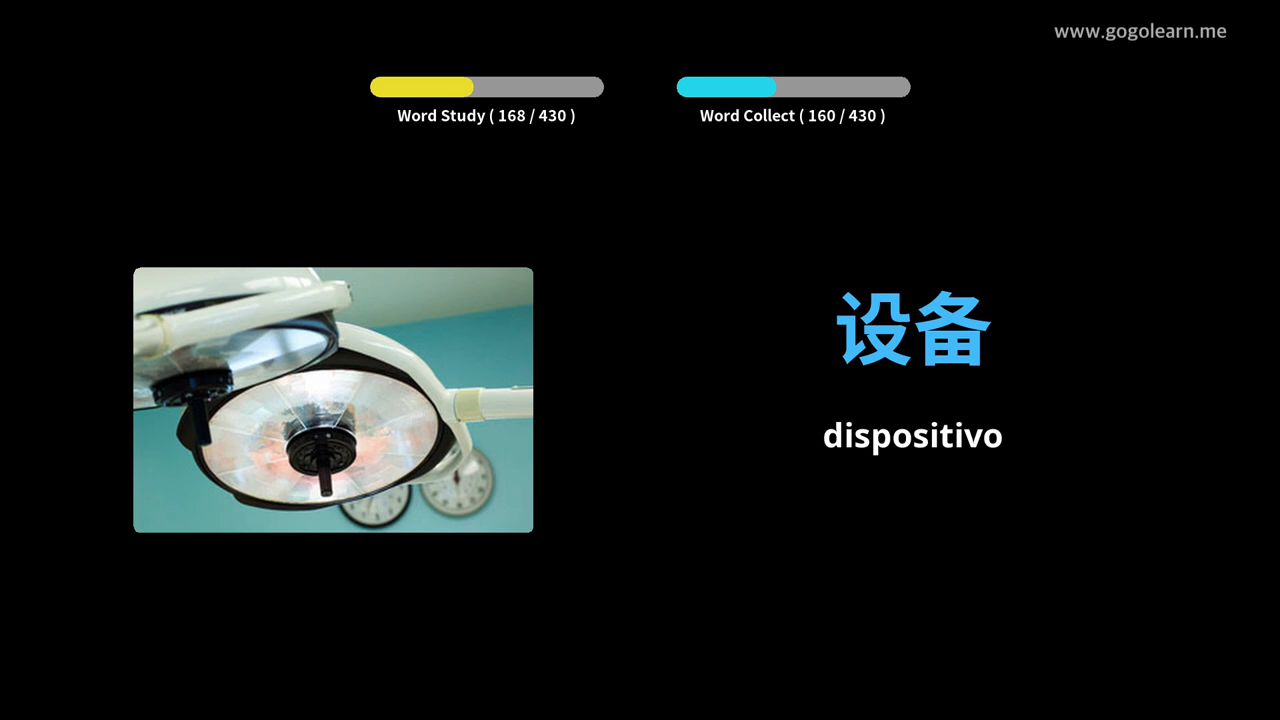 www.gogolearn.me
Word Study ( 168 / 430 )
Word Collect ( 160 / 430 )
设备
dispositivo